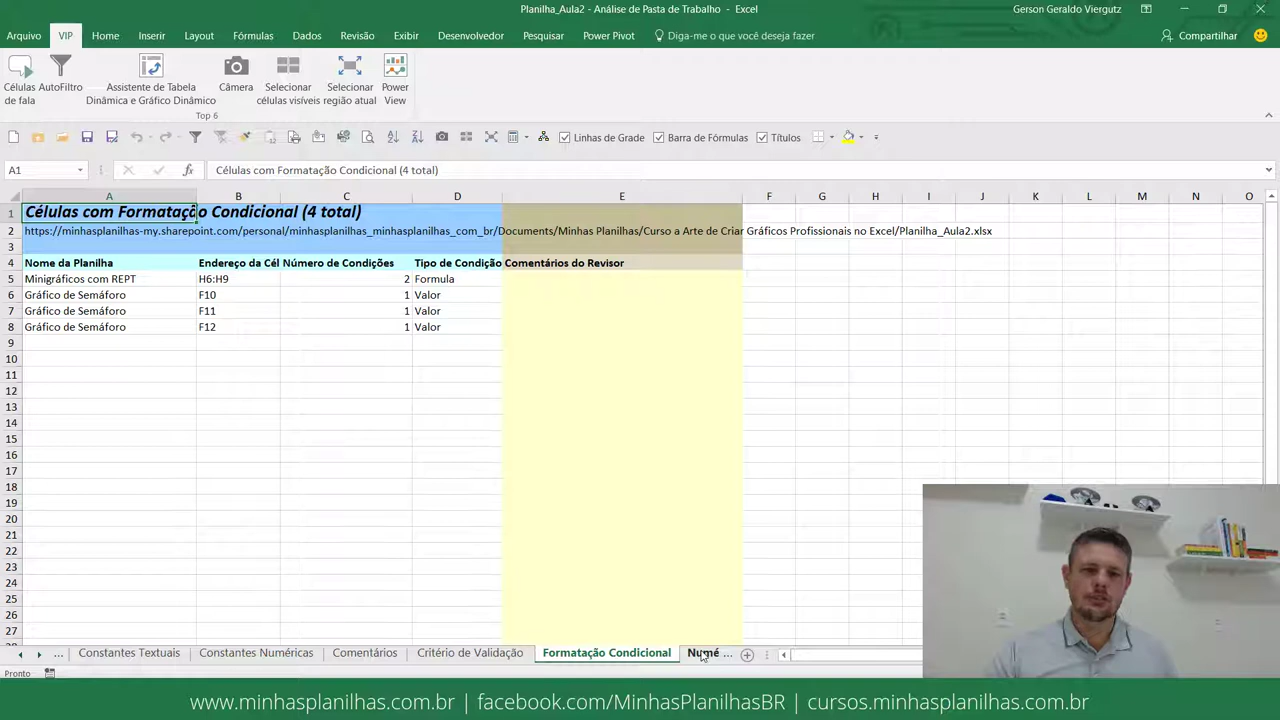 Planilha_Aula2 - Análise de Pasta de Trabalho - Excel
Gerson Geraldo Viergutz
Arquivo VIP Home Inserir Layout Fórmulas Dados Revisão Exibir Desenvolvedor Pesquisar Power Pivot Diga-me o que você deseja fazer Compartilhar
Células de fala
AutoFiltro
Assistente de Tabela Dinâmica e Gráfico Dinâmico
Câmera
Selecionar células visíveis
Selecionar região atual
Power View
Top 6
Linhas de Grade Barra de Fórmulas Títulos
A1 fx Células com Formatação Condicional (4 total)
A B C D E F G H I J K L M N O
1 Células com Formatação Condicional (4 total)
2 https://minhasplanilhas-my.sharepoint.com/personal/minhasplanilhas_minhasplanilhas_com_br/Documents/Minhas Planilhas/Curso a Arte de Criar Gráficos Profissionais no Excel/Planilha_Aula2.xlsx
3
4 Nome da Planilha Endereço da Cél Número de Condições Tipo de Condição Comentários do Revisor
5 Minigráficos com REPT H6:H9 2 Formula
6 Gráfico de Semáforo F10 1 Valor
7 Gráfico de Semáforo F11 1 Valor
8 Gráfico de Semáforo F12 1 Valor
9
10
11
12
13
14
15
16
17
18
19
20
21
22
23
24
25
26
27
... Constantes Textuais Constantes Numéricas Comentários Critério de Validação Formatação Condicional Numé ...
Pronto
www.minhasplanilhas.com.br | facebook.com/MinhasPlanilhasBR | cursos.minhasplanilhas.com.br